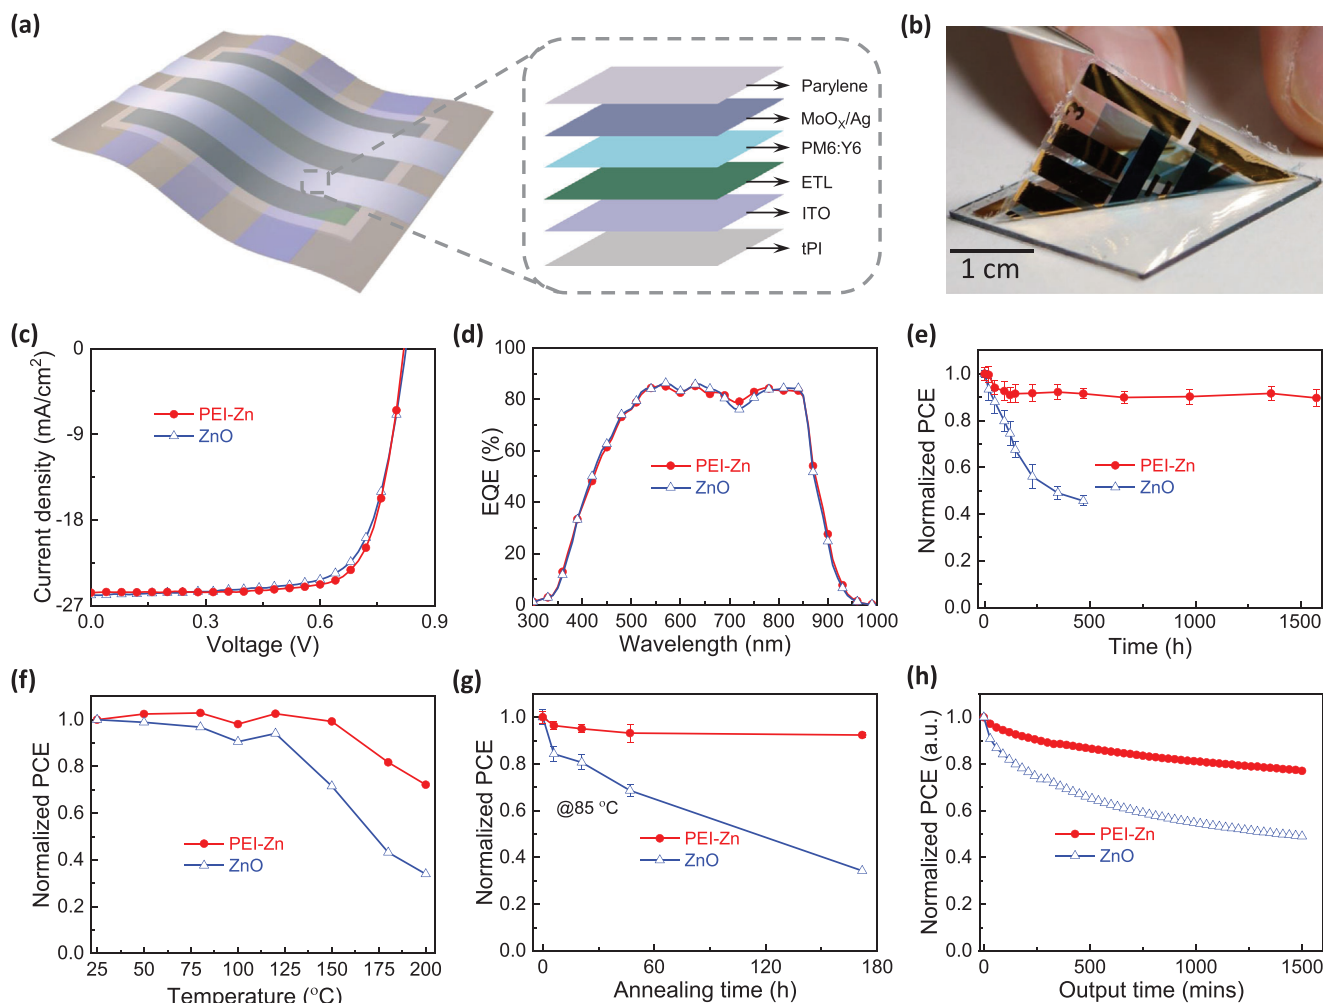 (a)
Parylene
MoOX/Ag
PM6:Y6
ETL
ITO
tPI
(b)
3
1 cm
(c)
0
-9
-18
-27
0.0
0.3
0.6
0.9
Current density (mA/cm2)
Voltage (V)
PEI-Zn
ZnO
(d)
100
80
60
40
20
0
300
400
500
600
700
800
900
1000
EQE (%)
Wavelength (nm)
PEI-Zn
ZnO
(e)
1.0
0.8
0.6
0.4
0.2
0.0
0
500
1000
1500
Normalized PCE
Time (h)
PEI-Zn
ZnO
(f)
1.0
0.8
0.6
0.4
0.2
0.0
25
50
75
100
125
150
175
200
Normalized PCE
Temperature (oC)
PEI-Zn
ZnO
(g)
1.0
0.8
0.6
0.4
0.2
0.0
0
60
120
180
Normalized PCE
Annealing time (h)
@85 oC
PEI-Zn
ZnO
(h)
1.0
0.8
0.6
0.4
0.2
0.0
0
500
1000
1500
Normalized PCE (a.u.)
Output time (mins)
PEI-Zn
ZnO